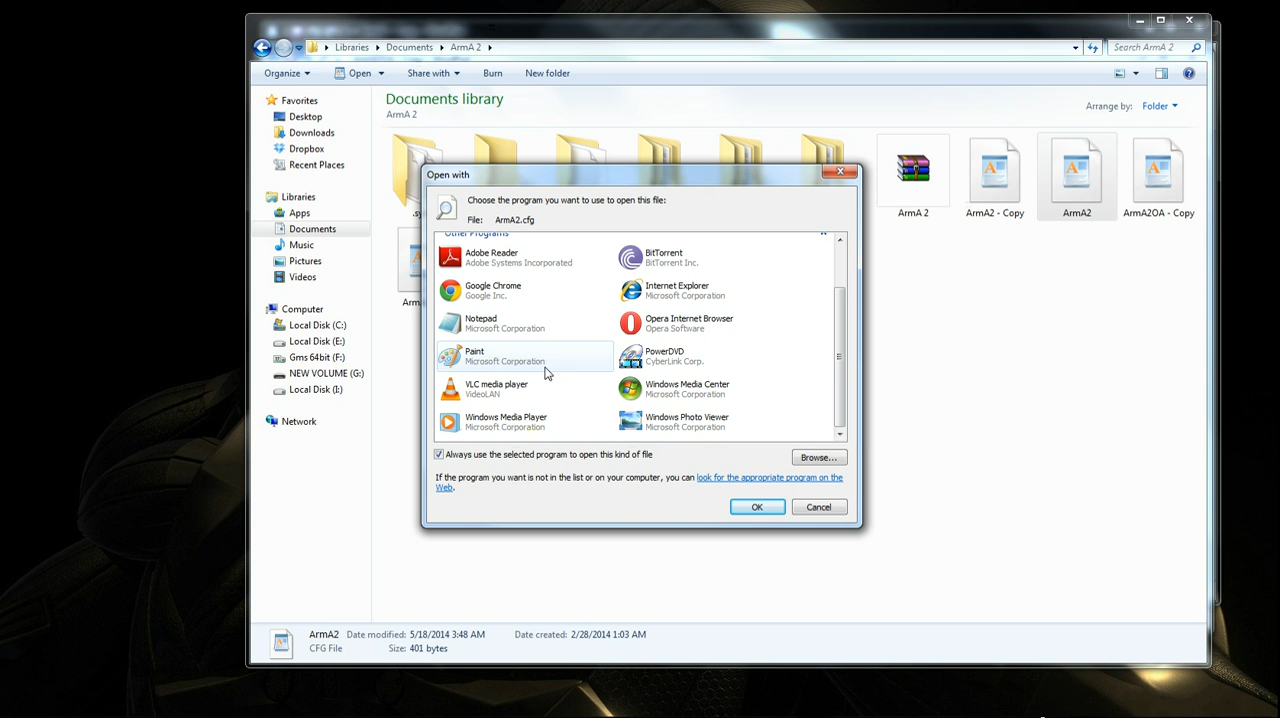 Libraries
Documents
ArmA 2
Search ArmA 2
Organize
Open
Share with
Burn
New folder
Favorites
Desktop
Downloads
Dropbox
Recent Places
Libraries
Apps
Documents
Music
Pictures
Videos
Computer
Local Disk (C:)
Local Disk (E:)
Gms 64bit (F:)
NEW VOLUME (G:)
Local Disk (I:)
Network
Documents library
ArmA 2
Arrange by: Folder
.sy
ArmA 2
ArmA2 - Copy
ArmA2
ArmA2OA - Copy
Arm
Open with
Choose the program you want to use to open this file:
File: ArmA2.cfg
Other Programs
Adobe Reader
Adobe Systems Incorporated
BitTorrent
BitTorrent Inc.
Google Chrome
Google Inc.
Internet Explorer
Microsoft Corporation
Notepad
Microsoft Corporation
Opera Internet Browser
Opera Software
Paint
Microsoft Corporation
PowerDVD
CyberLink Corp.
VLC media player
VideoLAN
Windows Media Center
Microsoft Corporation
Windows Media Player
Microsoft Corporation
Windows Photo Viewer
Microsoft Corporation
Always use the selected program to open this kind of file
Browse...
If the program you want is not in the list or on your computer, you can look for the appropriate program on the
Web.
OK
Cancel
ArmA2 Date modified: 5/18/2014 3:48 AM Date created: 2/28/2014 1:03 AM
CFG File Size: 401 bytes